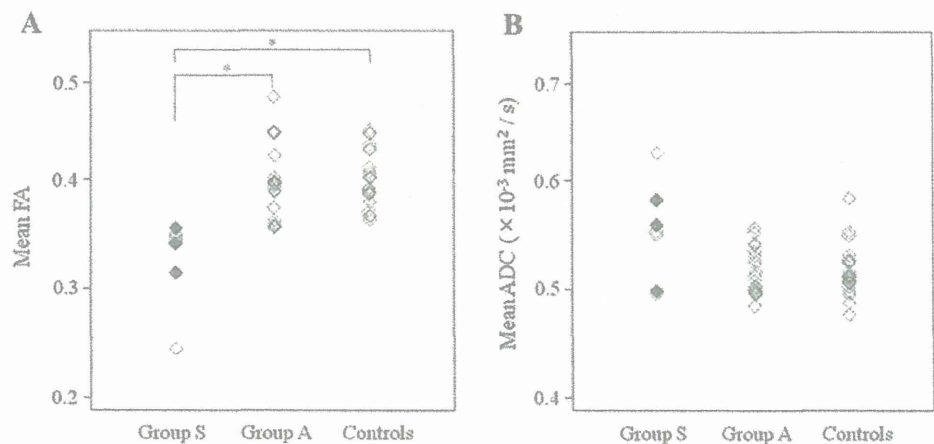 A
B
*
*
0.5
0.4
0.3
0.2
Mean FA
Group S Group A Controls
0.7
0.6
0.5
0.4
Mean ADC (×10⁻³ mm² / s)
Group S Group A Controls